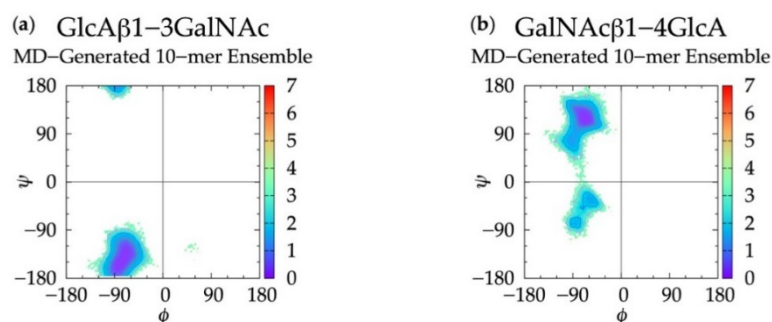 (a) GlcAβ1−3GalNAc
MD−Generated 10−mer Ensemble
180
90
0
−90
−180
ψ
−180 −90 0 90 180
ϕ
7
6
5
4
3
2
1
0
(b) GalNAcβ1−4GlcA
MD−Generated 10−mer Ensemble
180
90
0
−90
−180
ψ
−180 −90 0 90 180
ϕ
7
6
5
4
3
2
1
0